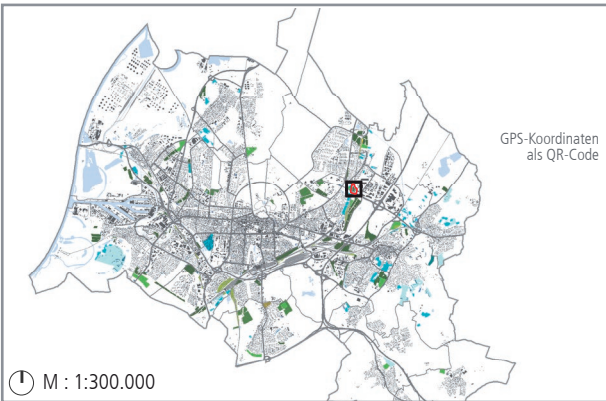 GPS-Koordinaten
als QR-Code
M : 1:300.000